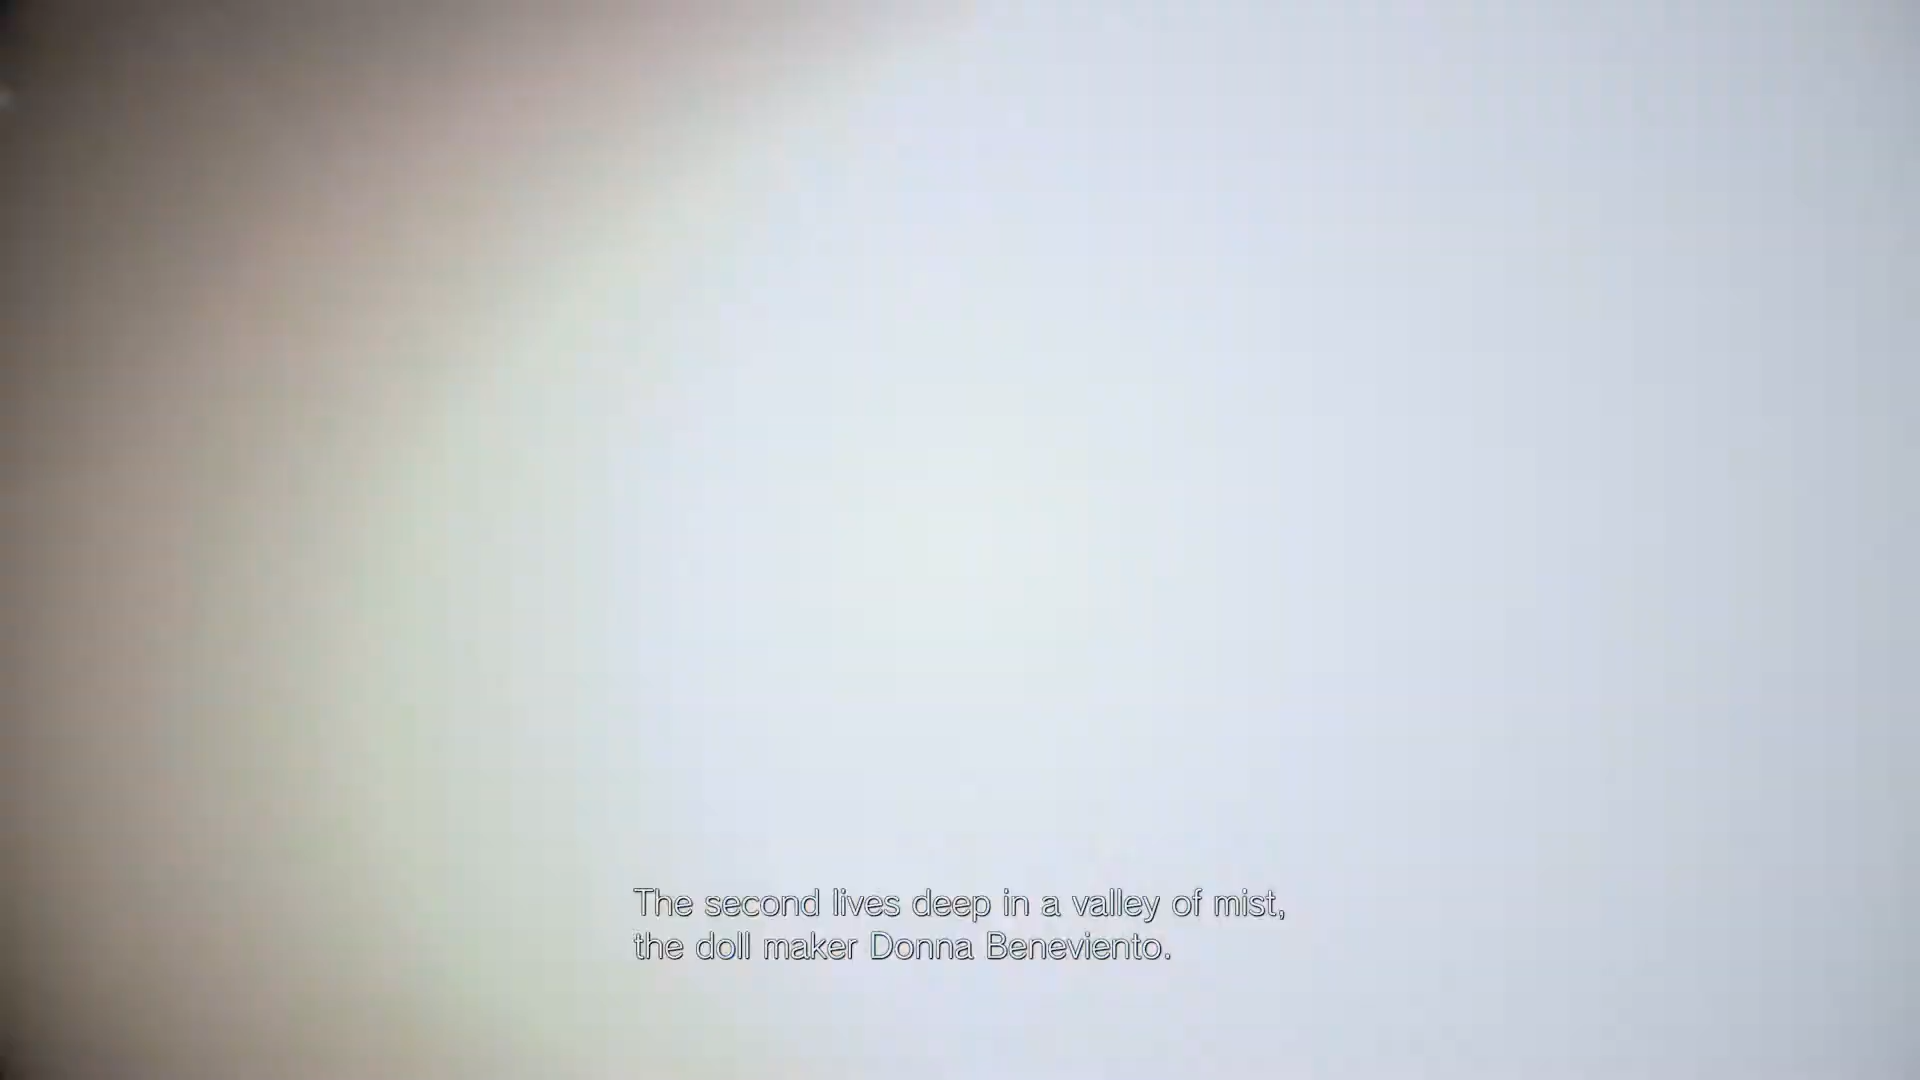 The second lives deep in a valley of mist,
the doll maker Donna Beneviento.